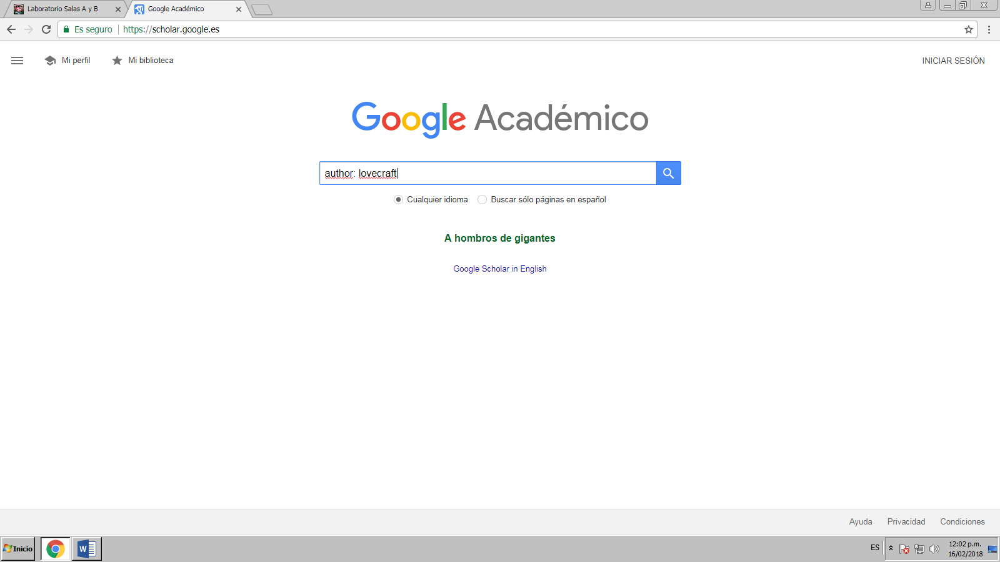 Laboratorio Salas A y B
Google Académico
Es seguro
https://scholar.google.es
Mi perfil
Mi biblioteca
INICIAR SESIÓN
Google Académico
author: lovecraft
Cualquier idioma
Buscar sólo páginas en español
A hombros de gigantes
Google Scholar in English
Ayuda
Privacidad
Condiciones
Inicio
W
ES
12:02 p.m.
16/02/2018